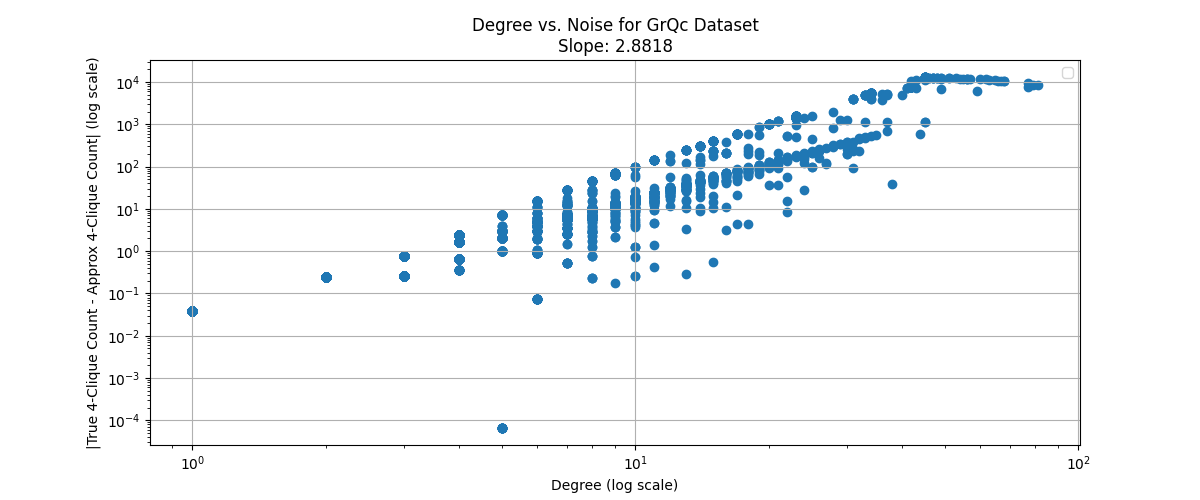 Degree vs. Noise for GrQc Dataset
Slope: 2.8818
|True 4-Clique Count - Approx 4-Clique Count| (log scale)
10⁴
10³
10²
10¹
10⁰
10⁻¹
10⁻²
10⁻³
10⁻⁴
10⁰ 10¹ 10²
Degree (log scale)